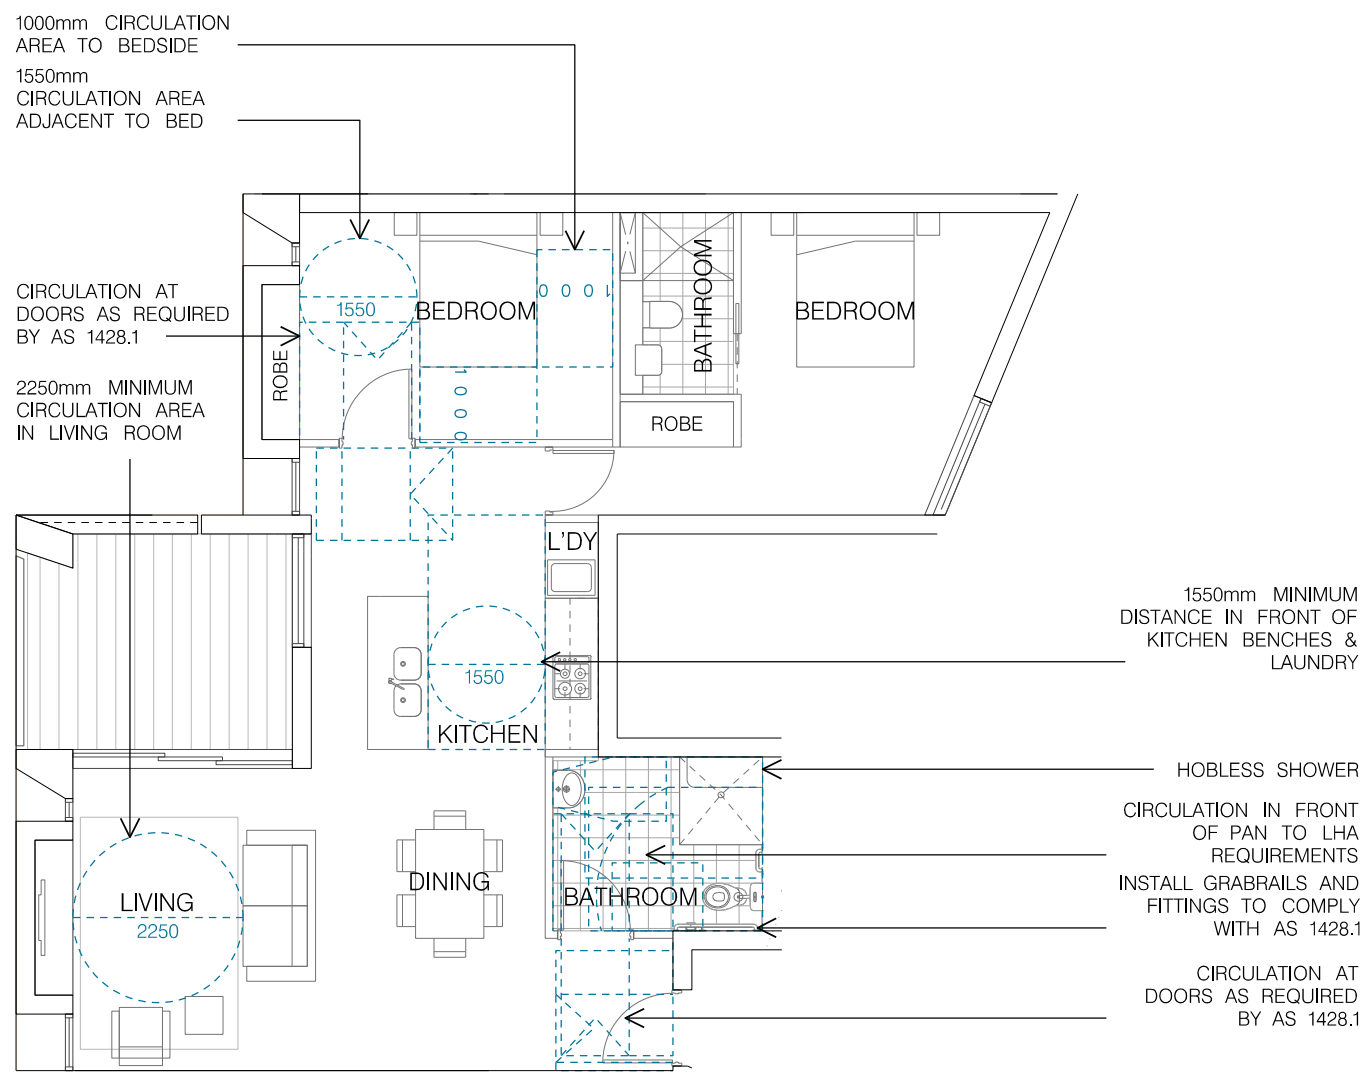 1000mm CIRCULATION
AREA TO BEDSIDE
1550mm
CIRCULATION AREA
ADJACENT TO BED
CIRCULATION AT
DOORS AS REQUIRED
BY AS 1428.1
2250mm MINIMUM
CIRCULATION AREA
IN LIVING ROOM
1550
BEDROOM
1000
1000
ROBE
BATHROOM
ROBE
BEDROOM
L'DY
1550
KITCHEN
LIVING
2250
DINING
BATHROOM
1550mm MINIMUM
DISTANCE IN FRONT OF
KITCHEN BENCHES &
LAUNDRY
HOBLESS SHOWER
CIRCULATION IN FRONT
OF PAN TO LHA
REQUIREMENTS
INSTALL GRABRAILS AND
FITTINGS TO COMPLY
WITH AS 1428.1
CIRCULATION AT
DOORS AS REQUIRED
BY AS 1428.1